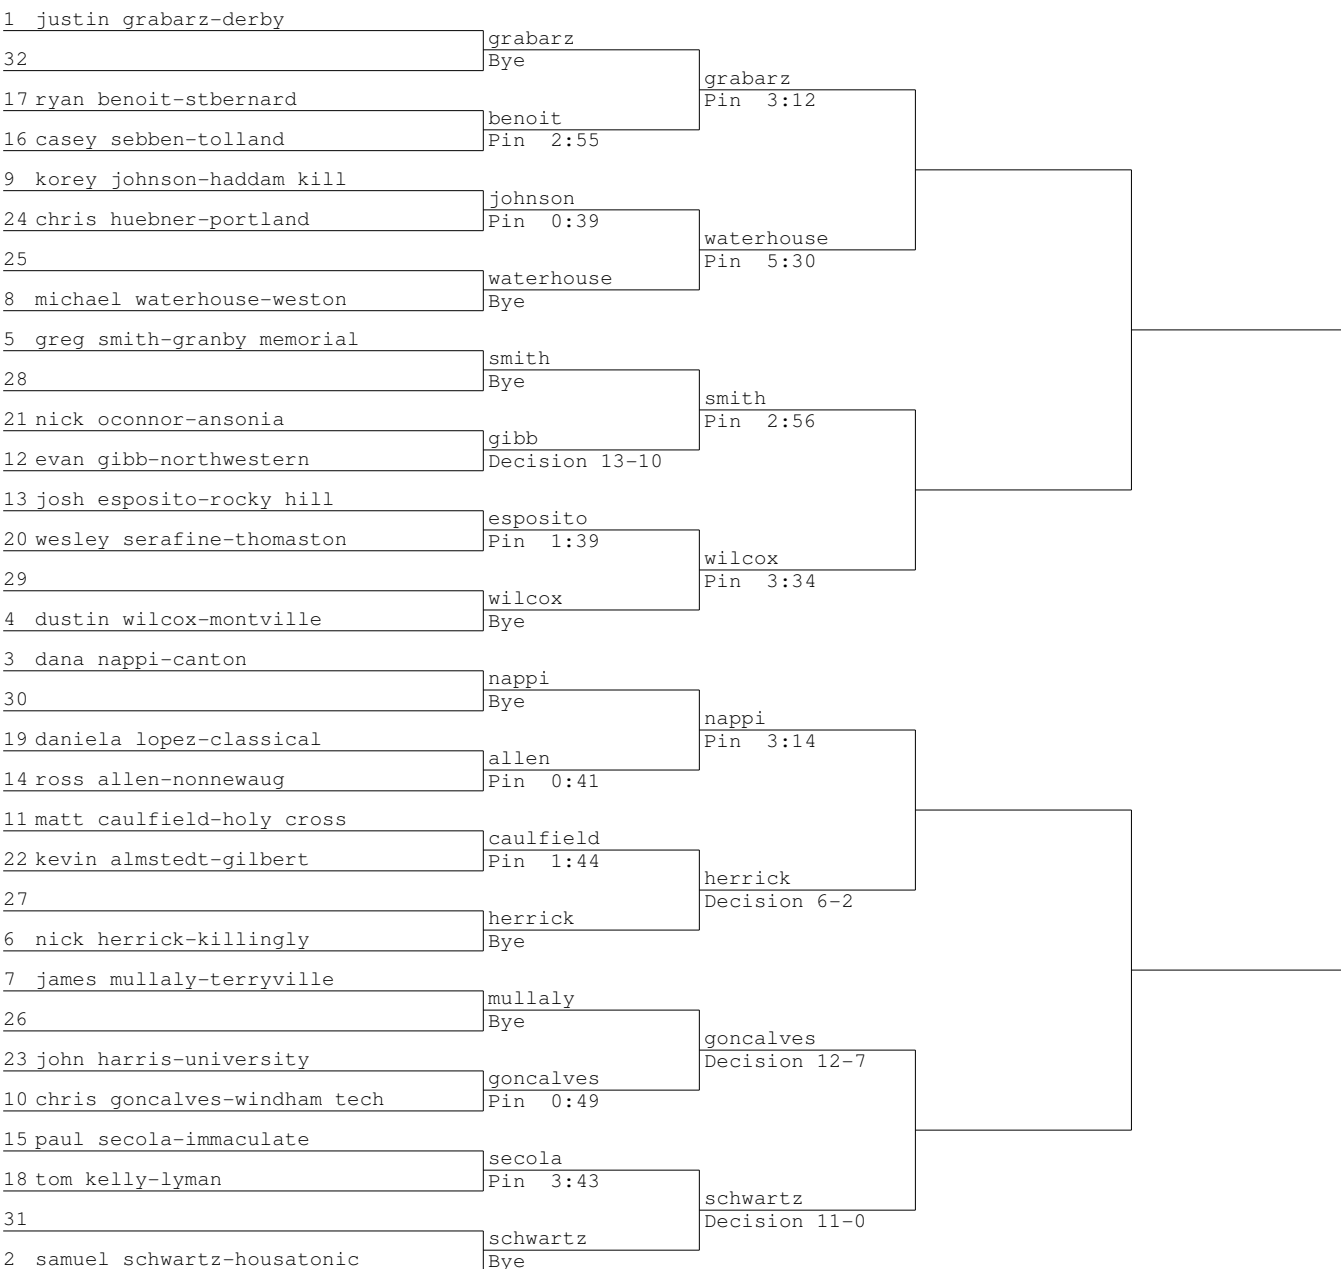 1 justin grabarz-derby
32
17 ryan benoit-stbernard
16 casey sebben-tolland
9 korey johnson-haddam kill
24 chris huebner-portland
25
8 michael waterhouse-weston
5 greg smith-granby memorial
28
21 nick oconnor-ansonia
12 evan gibb-northwestern
13 josh esposito-rocky hill
20 wesley serafine-thomaston
29
4 dustin wilcox-montville
3 dana nappi-canton
30
19 daniela lopez-classical
14 ross allen-nonnewaug
11 matt caulfield-holy cross
22 kevin almstedt-gilbert
27
6 nick herrick-killingly
7 james mullaly-terryville
26
23 john harris-university
10 chris goncalves-windham tech
15 paul secola-immaculate
18 tom kelly-lyman
31
2 samuel schwartz-housatonic
grabarz
Bye
benoit
Pin 2:55
johnson
Pin 0:39
waterhouse
Bye
smith
Bye
gibb
Decision 13-10
esposito
Pin 1:39
wilcox
Bye
nappi
Bye
allen
Pin 0:41
caulfield
Pin 1:44
herrick
Bye
mullaly
Bye
goncalves
Pin 0:49
secola
Pin 3:43
schwartz
Bye
grabarz
Pin 3:12
waterhouse
Pin 5:30
smith
Pin 2:56
wilcox
Pin 3:34
nappi
Pin 3:14
herrick
Decision 6-2
goncalves
Decision 12-7
schwartz
Decision 11-0